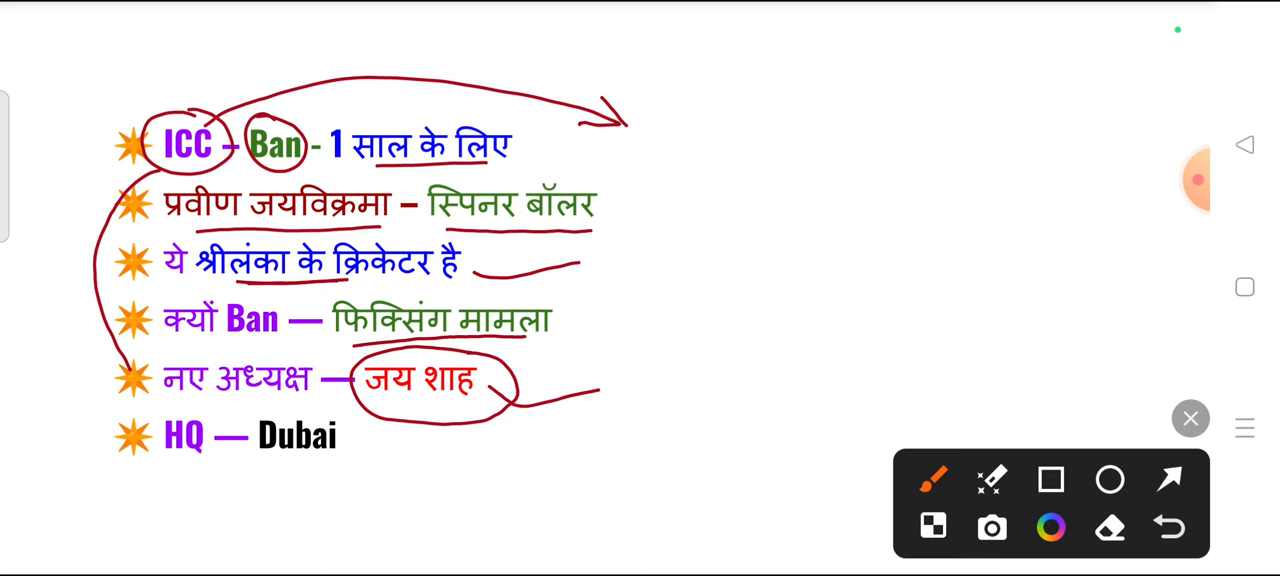 ICC - Ban - 1 साल के लिए
प्रवीण जयविक्रमा – स्पिनर बॉलर
ये श्रीलंका के क्रिकेटर है
क्यों Ban — फिक्सिंग मामला
नए अध्यक्ष — जय शाह
HQ — Dubai